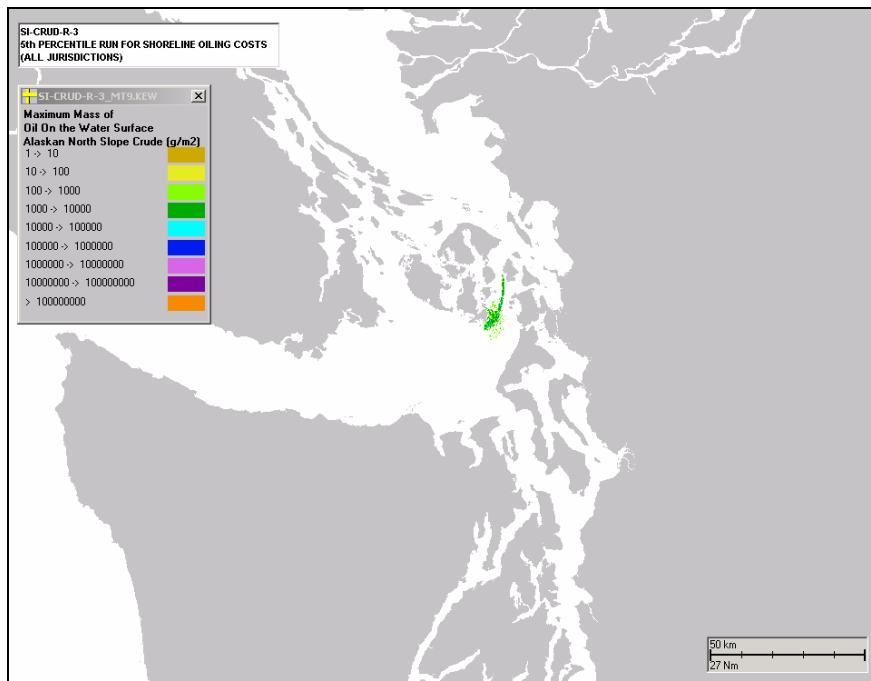 SI-CRUD-R-3
5th PERCENTILE RUN FOR SHORELINE OILING COSTS
(ALL JURISDICTIONS)
SI-CRUD-R-3_MT9.KEW
Maximum Mass of
Oil On the Water Surface
Alaskan North Slope Crude (g/m2)
1 -> 10
10 -> 100
100 -> 1000
1000 -> 10000
10000 -> 100000
100000 -> 1000000
1000000 -> 10000000
10000000 -> 100000000
> 100000000
50 km
27 Nm